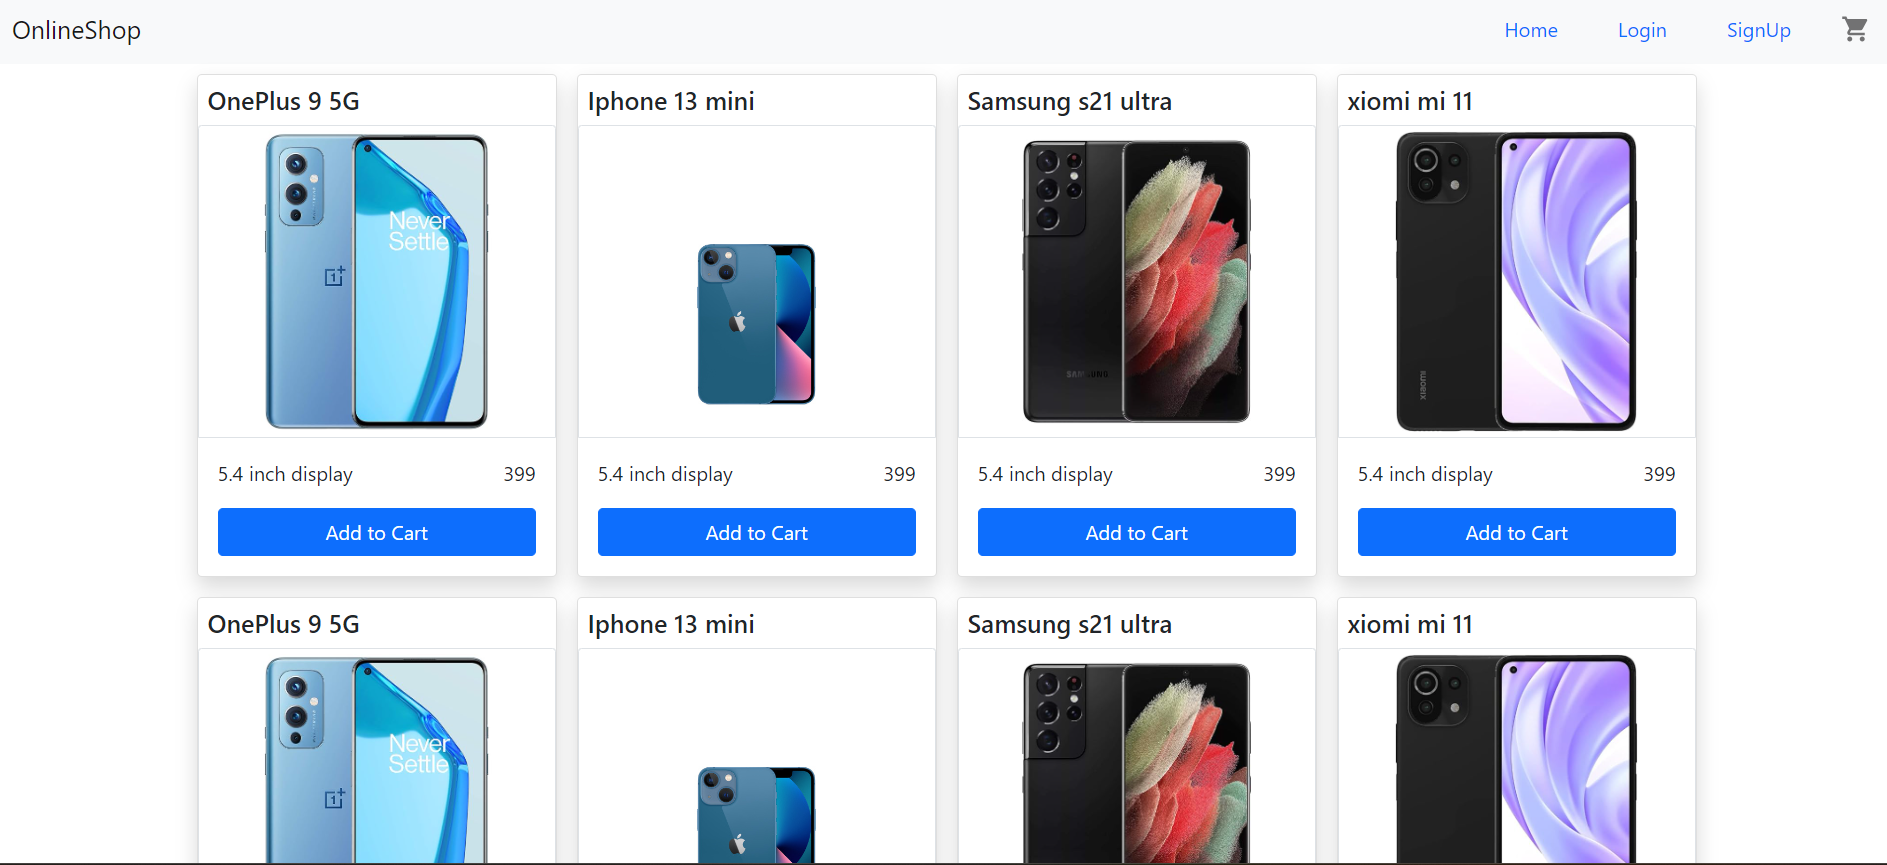 OnlineShop Home Login SignUp
OnePlus 9 5G
Never
Settle
5.4 inch display 399
Add to Cart
Iphone 13 mini
5.4 inch display 399
Add to Cart
Samsung s21 ultra
SAMSUNG
5.4 inch display 399
Add to Cart
xiomi mi 11
XIAOMI
5.4 inch display 399
Add to Cart
OnePlus 9 5G
Never
Settle
Iphone 13 mini
Samsung s21 ultra
xiomi mi 11